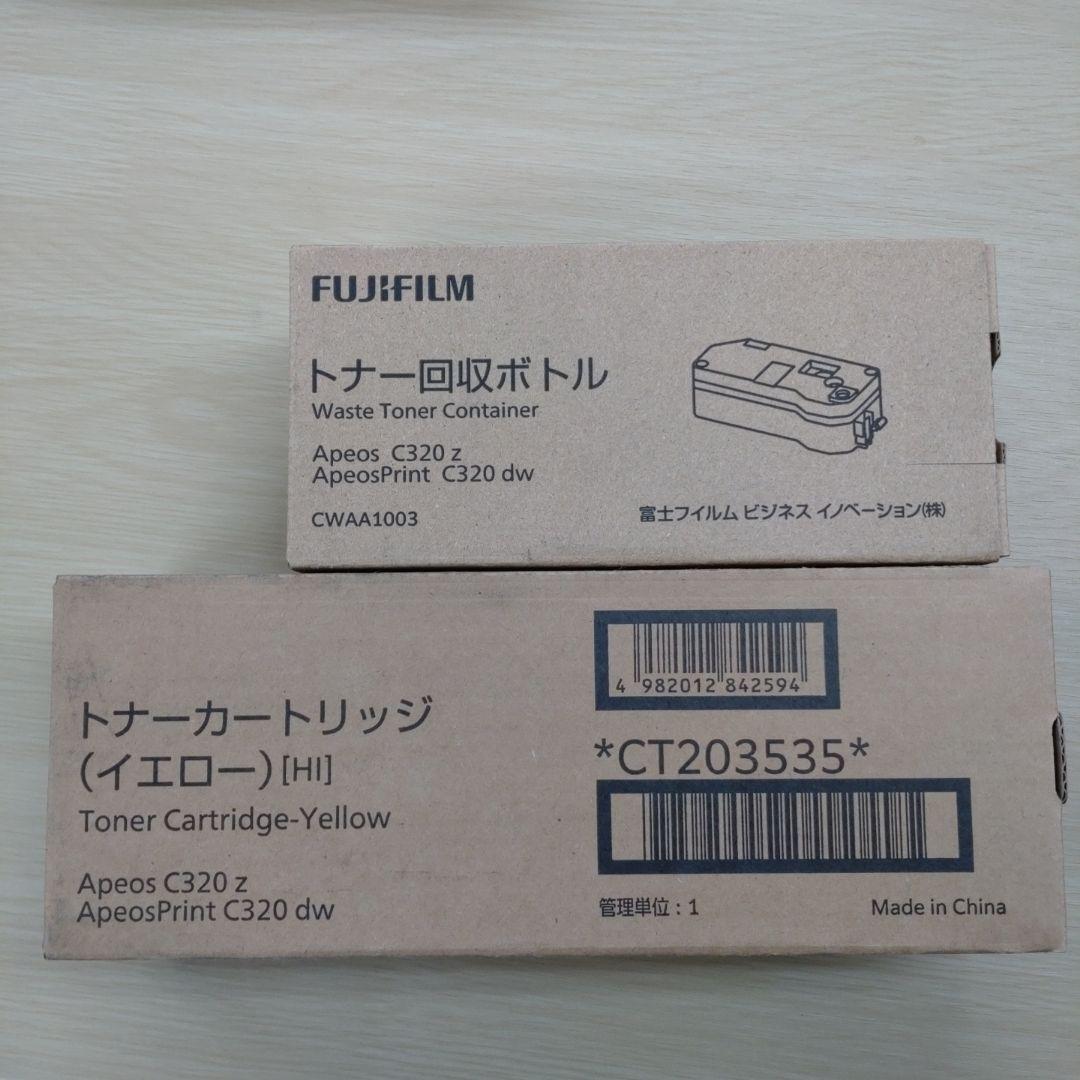 FUJIFILM
トナー回収ボトル
Waste Toner Container
Apeos C320 z
ApeosPrint C320 dw
CWAA1003
富士フイルム ビジネス イノベーション(株)
トナーカートリッジ
(イエロー)[HI]
Toner Cartridge-Yellow
Apeos C320 z
ApeosPrint C320 dw
4 982012 842594
*CT203535*
管理単位:1
Made in China